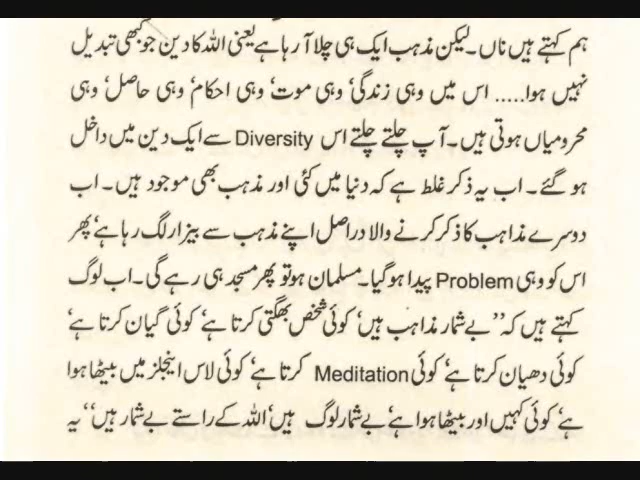 ہم کہتے ہیں ناں۔ لیکن مذہب ایک ہی چلا آ رہا ہے یعنی اللہ کا دین جو کبھی تبدیل
نہیں ہوا..... اس میں وہی زندگی‘ وہی موت‘ وہی احکام‘ وہی حاصل‘ وہی
محرومیاں ہوتی ہیں۔ آپ چلتے چلتے اس Diversity سے ایک دین میں داخل
ہو گئے۔ اب یہ ذکر غلط ہے کہ دنیا میں کئی اور مذہب بھی موجود ہیں۔ اب
دوسرے مذاہب کا ذکر کرنے والا دراصل اپنے مذہب سے بیزار لگ رہا ہے‘ پھر
اس کو وہی Problem پیدا ہو گیا۔ مسلمان ہو تو پھر مسجد ہی رہے گی۔ اب لوگ
کہتے ہیں کہ ’’بے شمار مذاہب ہیں‘ کوئی شخص بھگتی کرتا ہے‘ کوئی گیان کرتا ہے‘
کوئی دھیان کرتا ہے‘ کوئی Meditation کرتا ہے‘ کوئی لاس اینجلز میں بیٹھا ہوا
ہے‘ کوئی کہیں اور بیٹھا ہوا ہے‘ بے شمار لوگ ہیں‘ اللہ کے راستے بے شمار ہیں‘‘ یہ